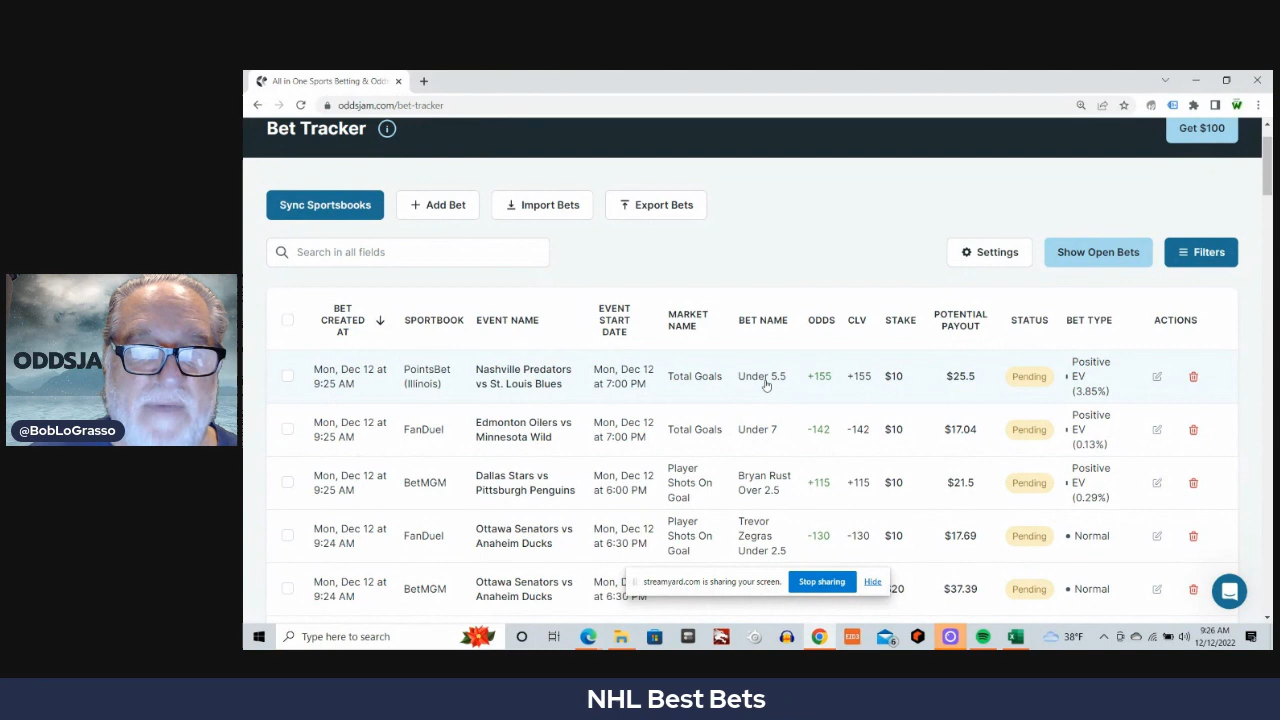 All in One Sports Betting & Odds
oddsjam.com/bet-tracker
Bet Tracker
Get $100
Sync Sportsbooks
+ Add Bet
Import Bets
Export Bets
Search in all fields
Settings
Show Open Bets
Filters
BET CREATED AT
SPORTBOOK
EVENT NAME
EVENT START DATE
MARKET NAME
BET NAME
ODDS
CLV
STAKE
POTENTIAL PAYOUT
STATUS
BET TYPE
ACTIONS
Mon, Dec 12 at 9:25 AM
PointsBet (Illinois)
Nashville Predators vs St. Louis Blues
Mon, Dec 12 at 7:00 PM
Total Goals
Under 5.5
+155
+155
$10
$25.5
Pending
Positive EV (3.85%)
Mon, Dec 12 at 9:25 AM
FanDuel
Edmonton Oilers vs Minnesota Wild
Mon, Dec 12 at 7:00 PM
Total Goals
Under 7
-142
-142
$10
$17.04
Pending
Positive EV (0.13%)
Mon, Dec 12 at 9:25 AM
BetMGM
Dallas Stars vs Pittsburgh Penguins
Mon, Dec 12 at 6:00 PM
Player Shots On Goal
Bryan Rust Over 2.5
+115
+115
$10
$21.5
Pending
Positive EV (0.29%)
Mon, Dec 12 at 9:24 AM
FanDuel
Ottawa Senators vs Anaheim Ducks
Mon, Dec 12 at 6:30 PM
Player Shots On Goal
Trevor Zegras Under 2.5
-130
-130
$10
$17.69
Pending
Normal
Mon, Dec 12 at 9:24 AM
BetMGM
Ottawa Senators vs Anaheim Ducks
$37.39
Pending
Normal
streamyard.com is sharing your screen.
Stop sharing
Hide
ODDSJA
@BobLoGrasso
Type here to search
38°F
9:26 AM
12/12/2022
NHL Best Bets